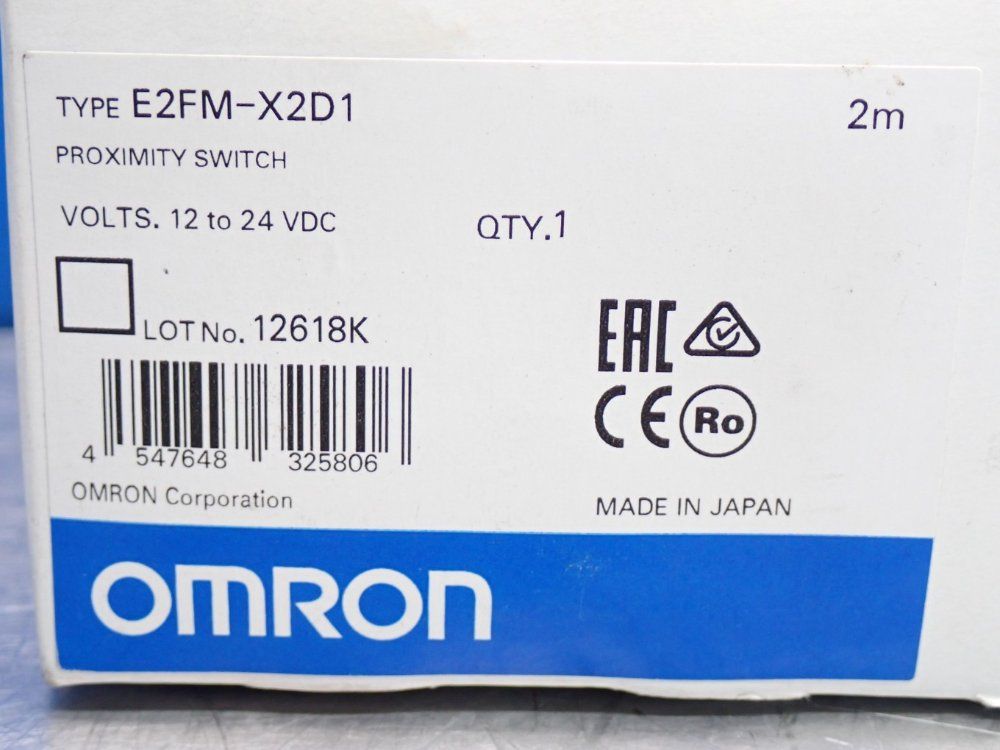 TYPE E2FM-X2D1
2m
PROXIMITY SWITCH
VOLTS. 12 to 24 VDC
QTY.1
LOT No. 12618K
EAC
CE
Ro
4 547648 325806
OMRON Corporation
MADE IN JAPAN
OMRON